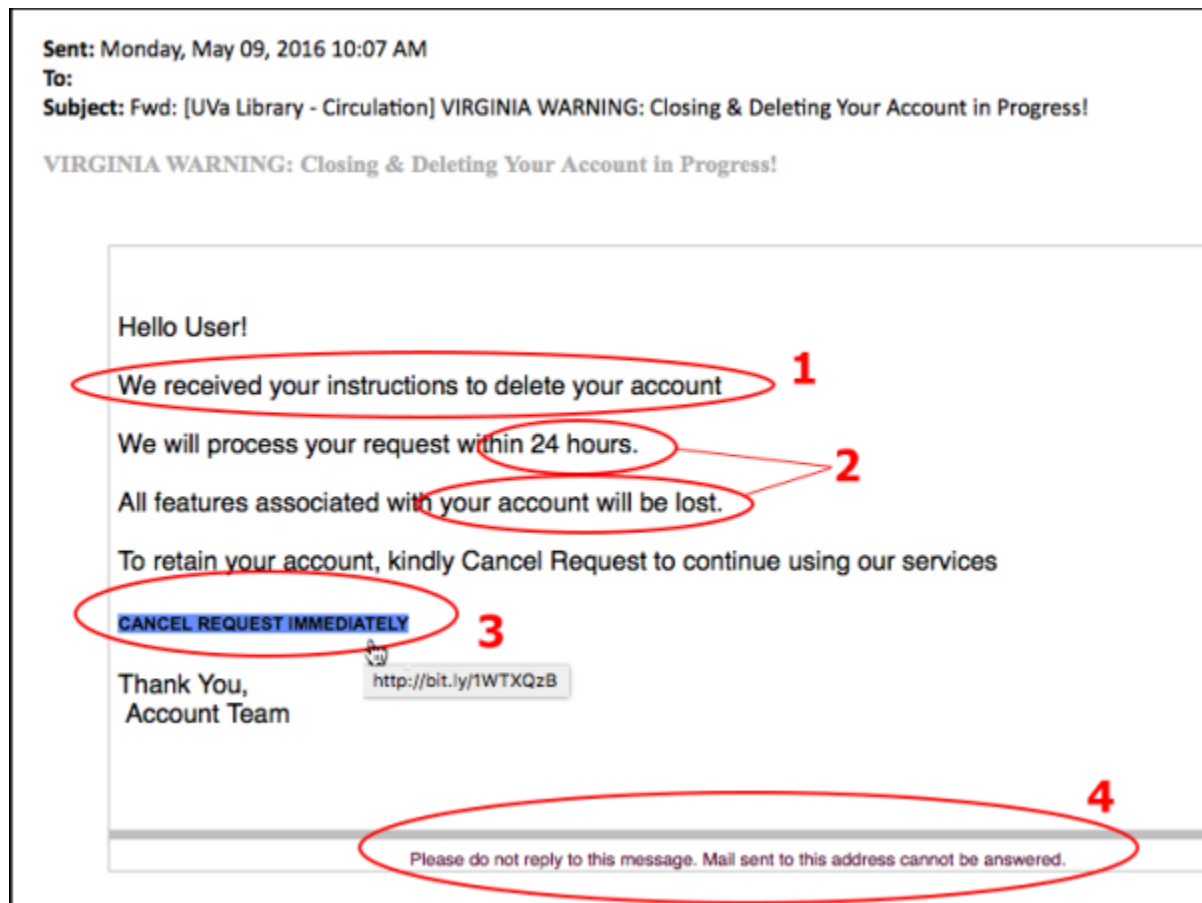 Sent: Monday, May 09, 2016 10:07 AM
To:
Subject: Fwd: [UVa Library - Circulation] VIRGINIA WARNING: Closing & Deleting Your Account in Progress!
VIRGINIA WARNING: Closing & Deleting Your Account in Progress!
Hello User!
We received your instructions to delete your account
1
We will process your request within 24 hours.
2
All features associated with your account will be lost.
To retain your account, kindly Cancel Request to continue using our services
CANCEL REQUEST IMMEDIATELY
3
http://bit.ly/1WTXQzB
Thank You,
Account Team
4
Please do not reply to this message. Mail sent to this address cannot be answered.